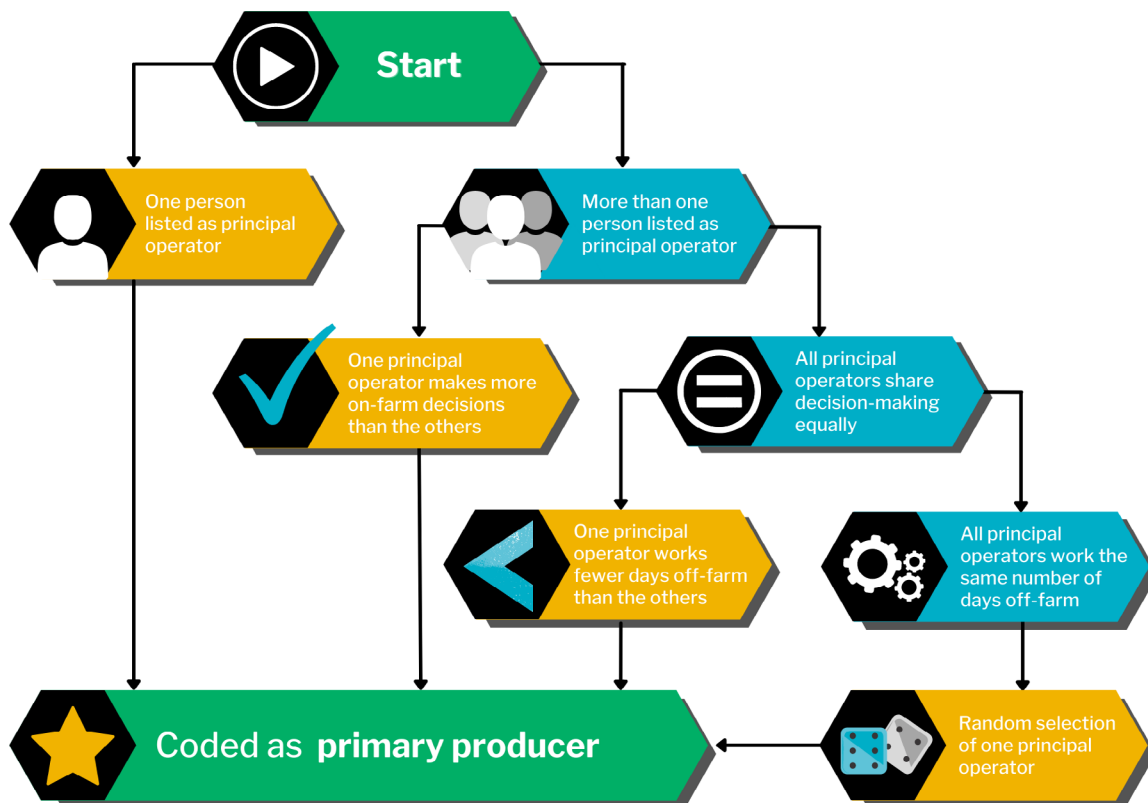 Start
One person
listed as principal
operator
More than one
person listed as
principal operator
One principal
operator makes more
on-farm decisions
than the others
All principal
operators share
decision-making
equally
One principal
operator works
fewer days off-farm
than the others
All principal
operators work the
same number of
days off-farm
Coded as primary producer
Random selection
of one principal
operator